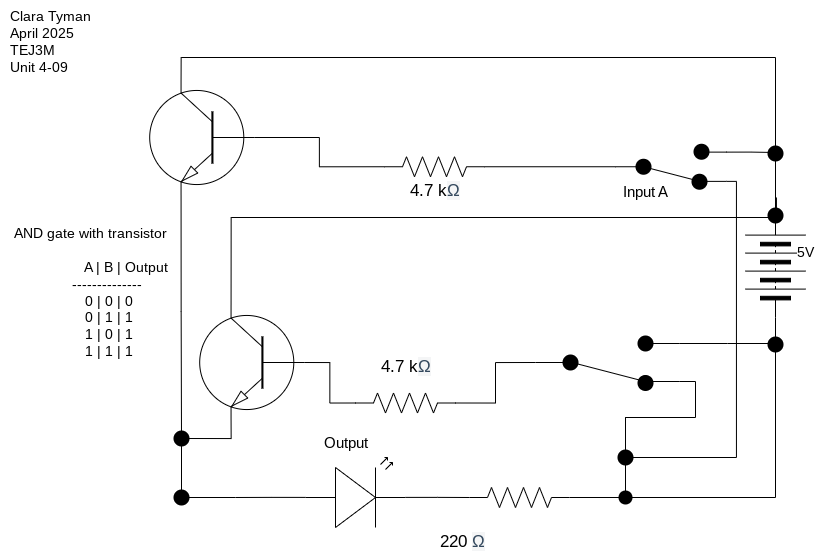 Clara Tyman
April 2025
TEJ3M
Unit 4-09
4.7 kΩ
Input A
AND gate with transistor
5V
A | B | Output
--------------
0 | 0 | 0
0 | 1 | 1
1 | 0 | 1
1 | 1 | 1
4.7 kΩ
Output
220 Ω